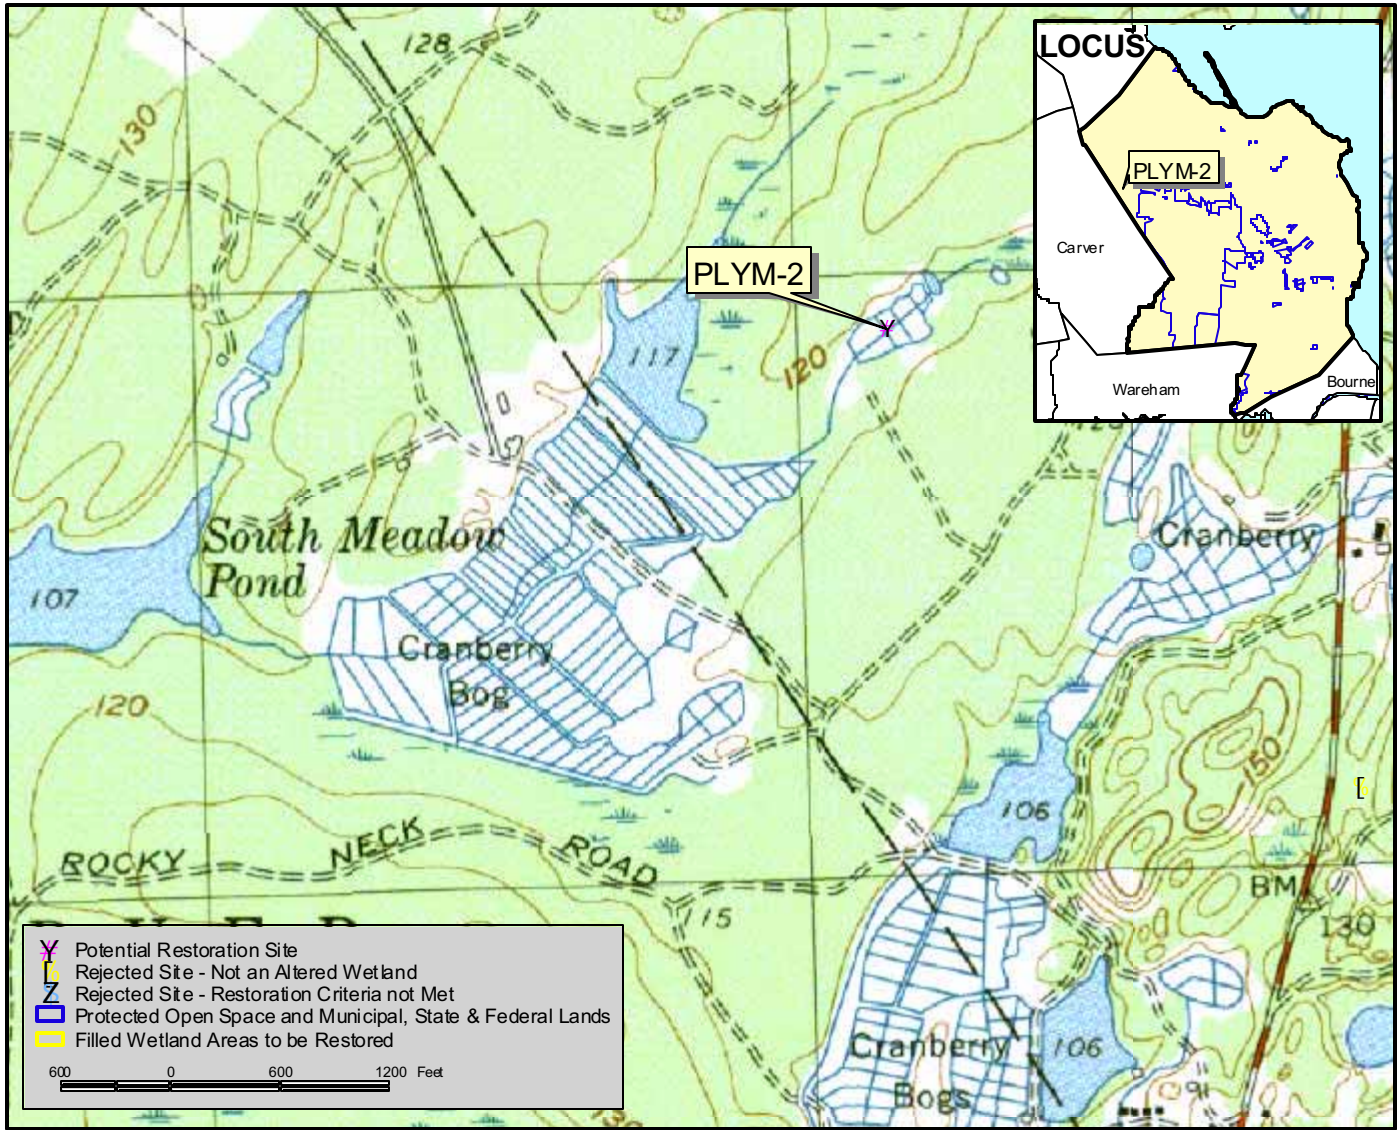 128
130
LOCUS
PLYM-2
Carver
Wareham
Bourne
PLYM-2
117
120
South Meadow
Pond
107
Cranberry
Cranberry
Bog
120
150
106
ROCKY NECK ROAD
BM
130
115
106
Cranberry
Bogs
Y Potential Restoration Site
[ Rejected Site - Not an Altered Wetland
Z Rejected Site - Restoration Criteria not Met
Protected Open Space and Municipal, State & Federal Lands
Filled Wetland Areas to be Restored
600 0 600 1200 Feet